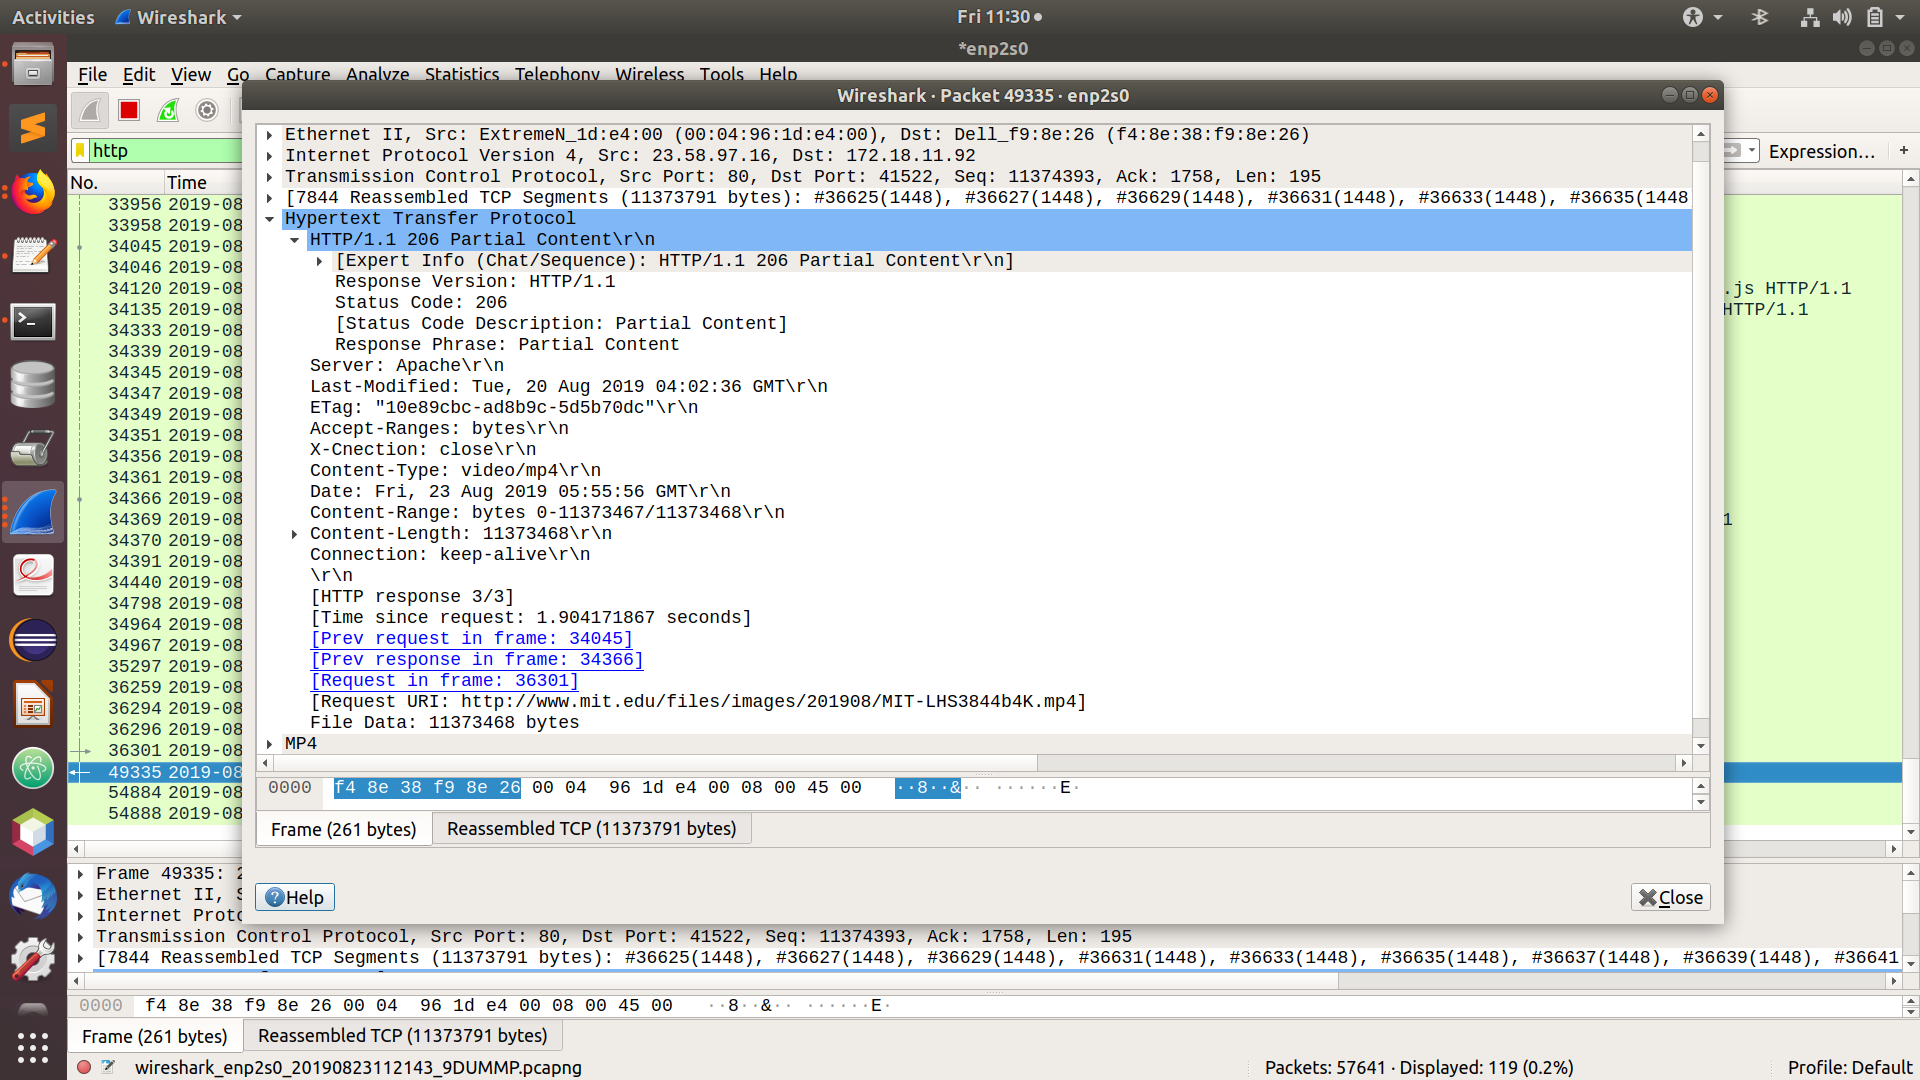 Activities
Wireshark
Fri 11:30
*enp2s0
File Edit View Go Capture Analyze Statistics Telephony Wireless Tools Help
http
Expression...
+
No. Time
33956 2019-08
33958 2019-08
34045 2019-08
34046 2019-08
34120 2019-08 .js HTTP/1.1
34135 2019-08 HTTP/1.1
34333 2019-08
34339 2019-08
34345 2019-08
34347 2019-08
34349 2019-08
34351 2019-08
34356 2019-08
34361 2019-08
34366 2019-08
34369 2019-08 1
34370 2019-08
34391 2019-08
34440 2019-08
34798 2019-08
34964 2019-08
34967 2019-08
35297 2019-08
36259 2019-08
36294 2019-08
36296 2019-08
36301 2019-08
49335 2019-08
54884 2019-08
54888 2019-08
Wireshark · Packet 49335 · enp2s0
Ethernet II, Src: ExtremeN_1d:e4:00 (00:04:96:1d:e4:00), Dst: Dell_f9:8e:26 (f4:8e:38:f9:8e:26)
Internet Protocol Version 4, Src: 23.58.97.16, Dst: 172.18.11.92
Transmission Control Protocol, Src Port: 80, Dst Port: 41522, Seq: 11374393, Ack: 1758, Len: 195
[7844 Reassembled TCP Segments (11373791 bytes): #36625(1448), #36627(1448), #36629(1448), #36631(1448), #36633(1448), #36635(1448
Hypertext Transfer Protocol
HTTP/1.1 206 Partial Content\r\n
[Expert Info (Chat/Sequence): HTTP/1.1 206 Partial Content\r\n]
Response Version: HTTP/1.1
Status Code: 206
[Status Code Description: Partial Content]
Response Phrase: Partial Content
Server: Apache\r\n
Last-Modified: Tue, 20 Aug 2019 04:02:36 GMT\r\n
ETag: "10e89cbc-ad8b9c-5d5b70dc"\r\n
Accept-Ranges: bytes\r\n
X-Cnection: close\r\n
Content-Type: video/mp4\r\n
Date: Fri, 23 Aug 2019 05:55:56 GMT\r\n
Content-Range: bytes 0-11373467/11373468\r\n
Content-Length: 11373468\r\n
Connection: keep-alive\r\n
\r\n
[HTTP response 3/3]
[Time since request: 1.904171867 seconds]
[Prev request in frame: 34045]
[Prev response in frame: 34366]
[Request in frame: 36301]
[Request URI: http://www.mit.edu/files/images/201908/MIT-LHS3844b4K.mp4]
File Data: 11373468 bytes
MP4
0000 f4 8e 38 f9 8e 26 00 04 96 1d e4 00 08 00 45 00 ··8··&·· ······E·
Frame (261 bytes)
Reassembled TCP (11373791 bytes)
Help
Close
Frame 49335: 2
Ethernet II, S
Internet Proto
Transmission Control Protocol, Src Port: 80, Dst Port: 41522, Seq: 11374393, Ack: 1758, Len: 195
[7844 Reassembled TCP Segments (11373791 bytes): #36625(1448), #36627(1448), #36629(1448), #36631(1448), #36633(1448), #36635(1448), #36637(1448), #36639(1448), #36641
0000 f4 8e 38 f9 8e 26 00 04 96 1d e4 00 08 00 45 00 ··8··&·· ······E·
Frame (261 bytes)
Reassembled TCP (11373791 bytes)
wireshark_enp2s0_20190823112143_9DUMMP.pcapng
Packets: 57641 · Displayed: 119 (0.2%)
Profile: Default